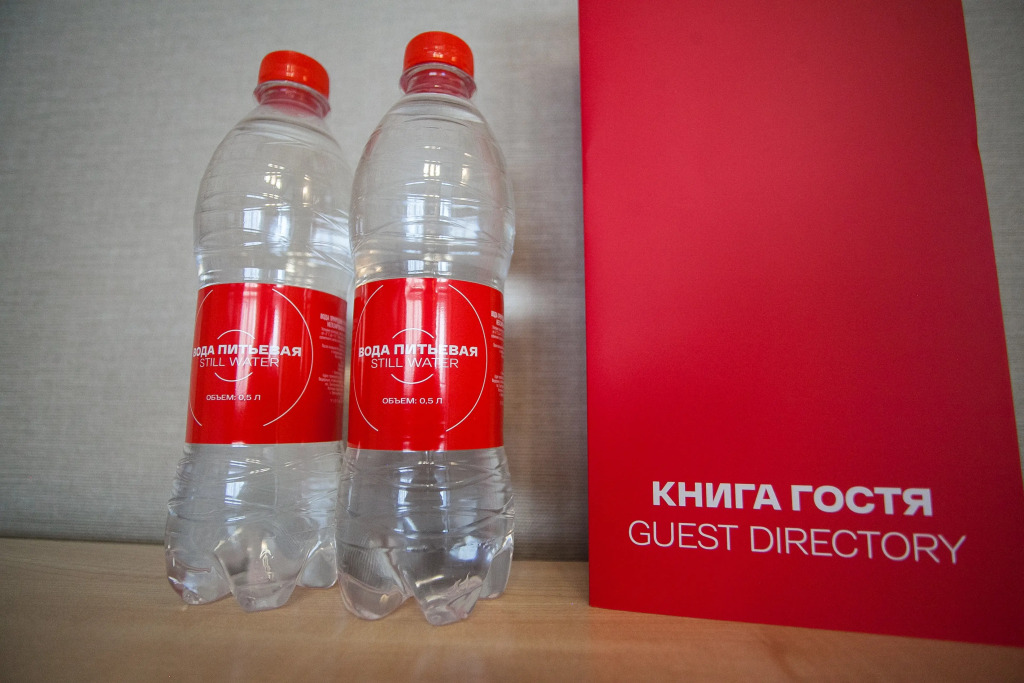 ВОДА ПИТЬЕВАЯ
STILL WATER
ОБЪЕМ: 0,5 Л
ВОДА ПИТЬЕВАЯ
STILL WATER
ОБЪЕМ: 0,5 Л
КНИГА ГОСТЯ
GUEST DIRECTORY